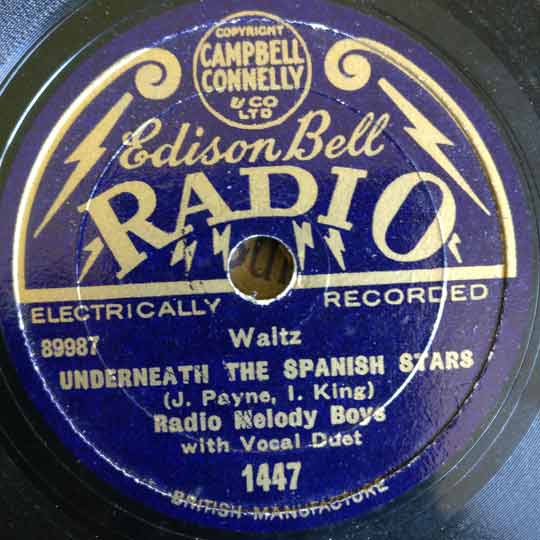 COPYRIGHT
CAMPBELL
CONNELLY
& CO
LTD
Edison Bell
RADIO
ELECTRICALLY RECORDED
89987
Waltz
UNDERNEATH THE SPANISH STARS
(J. Payne, I. King)
Radio Melody Boys
with Vocal Duet
1447
BRITISH MANUFACTURE